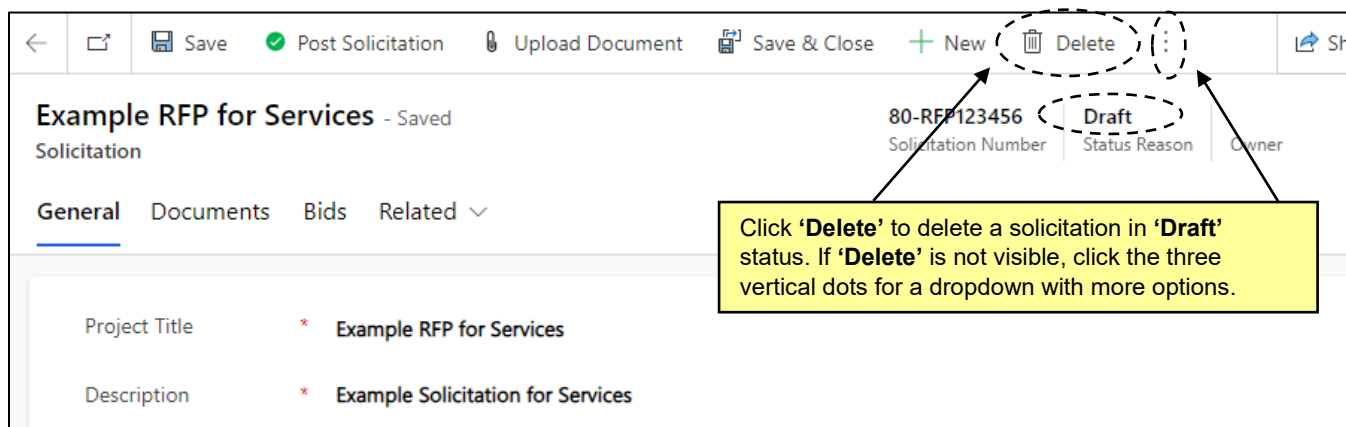 Save Post Solicitation Upload Document Save & Close New Delete Sh
Example RFP for Services - Saved
Solicitation
80-RFP123456 Draft
Solicitation Number Status Reason Owner
General Documents Bids Related
Click ‘Delete’ to delete a solicitation in ‘Draft’
status. If ‘Delete’ is not visible, click the three
vertical dots for a dropdown with more options.
Project Title * Example RFP for Services
Description * Example Solicitation for Services